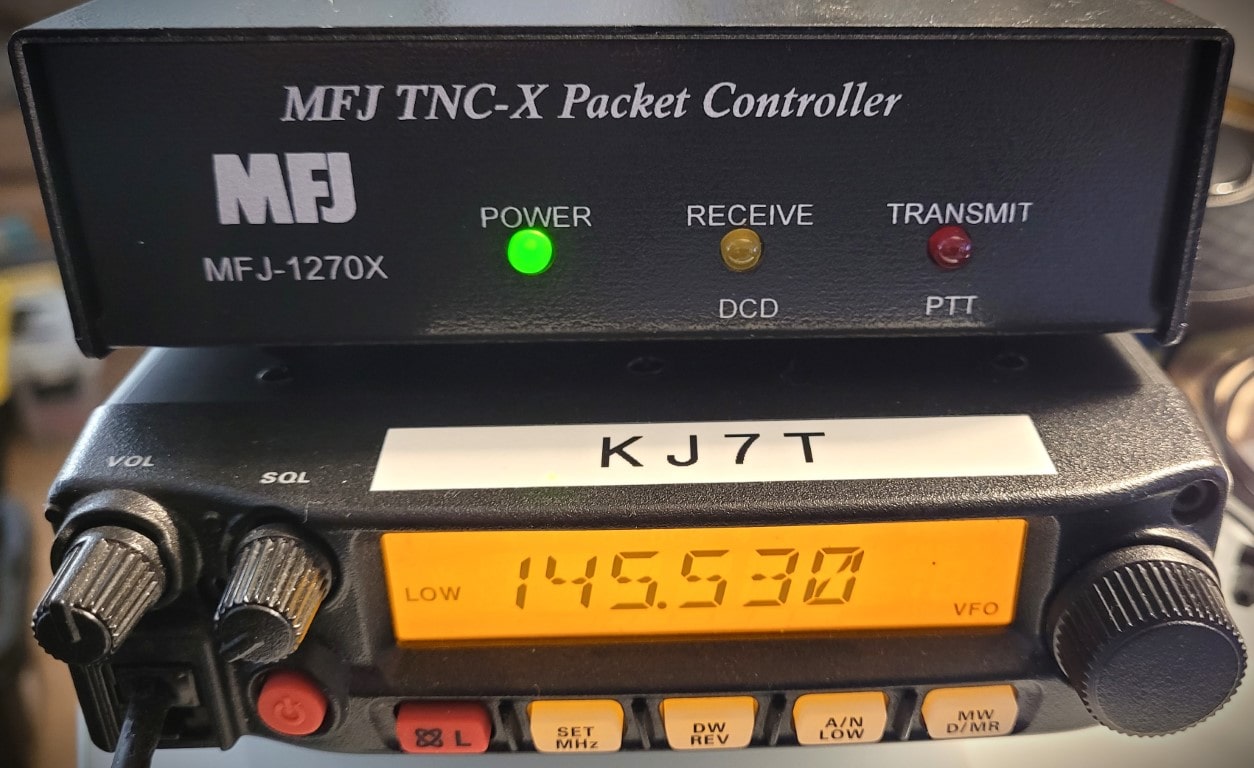 MFJ TNC-X Packet Controller
MFJ
MFJ-1270X
POWER
RECEIVE
TRANSMIT
DCD
PTT
KJ7T
VOL
SQL
LOW
145.530
VFO
L
SET
MHz
DW
REV
A/N
LOW
MW
D/MR